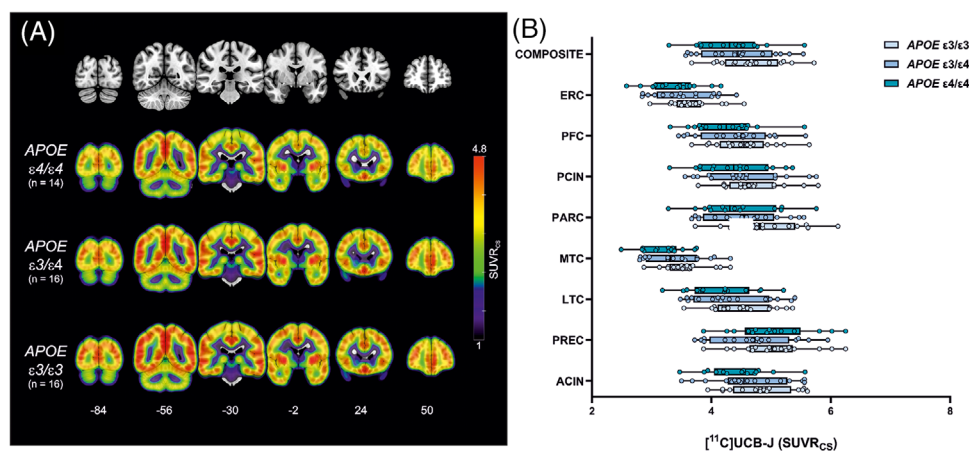 (A)
APOE
ε4/ε4
(n = 14)
APOE
ε3/ε4
(n = 16)
APOE
ε3/ε3
(n = 16)
-84 -56 -30 -2 24 50
4.8
SUVRCS
1
(B)
APOE ε3/ε3
APOE ε3/ε4
APOE ε4/ε4
COMPOSITE
ERC
PFC
PCIN
PARC
MTC
LTC
PREC
ACIN
2 4 6 8
[¹¹C]UCB-J (SUVRCS)